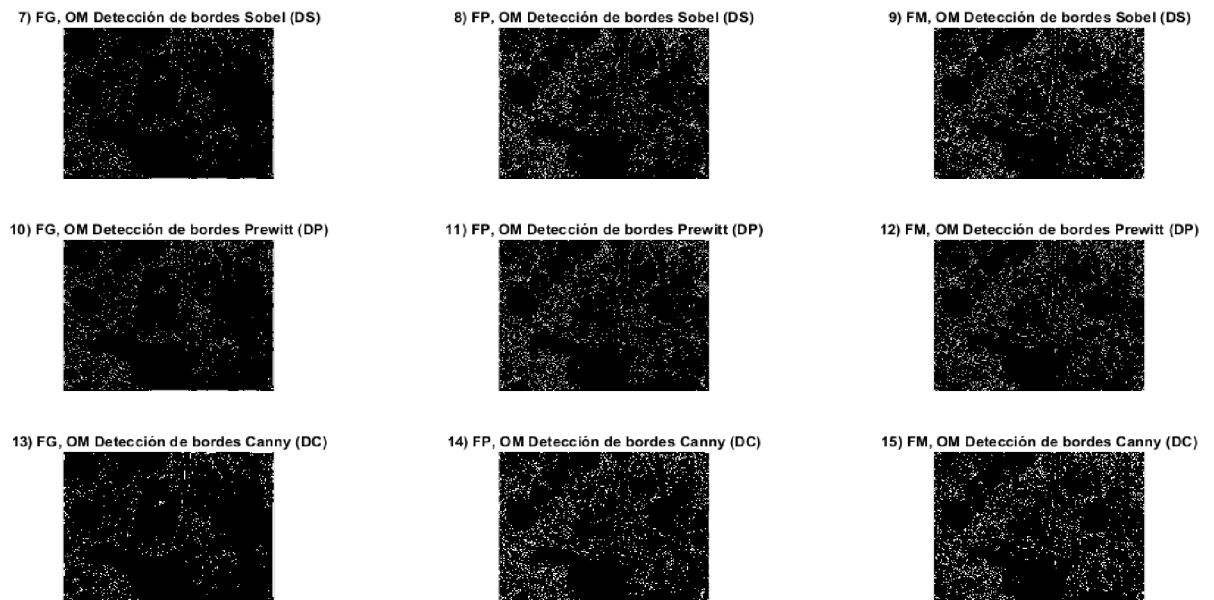 7) FG, OM Detección de bordes Sobel (DS)
8) FP, OM Detección de bordes Sobel (DS)
9) FM, OM Detección de bordes Sobel (DS)
10) FG, OM Detección de bordes Prewitt (DP)
11) FP, OM Detección de bordes Prewitt (DP)
12) FM, OM Detección de bordes Prewitt (DP)
13) FG, OM Detección de bordes Canny (DC)
14) FP, OM Detección de bordes Canny (DC)
15) FM, OM Detección de bordes Canny (DC)